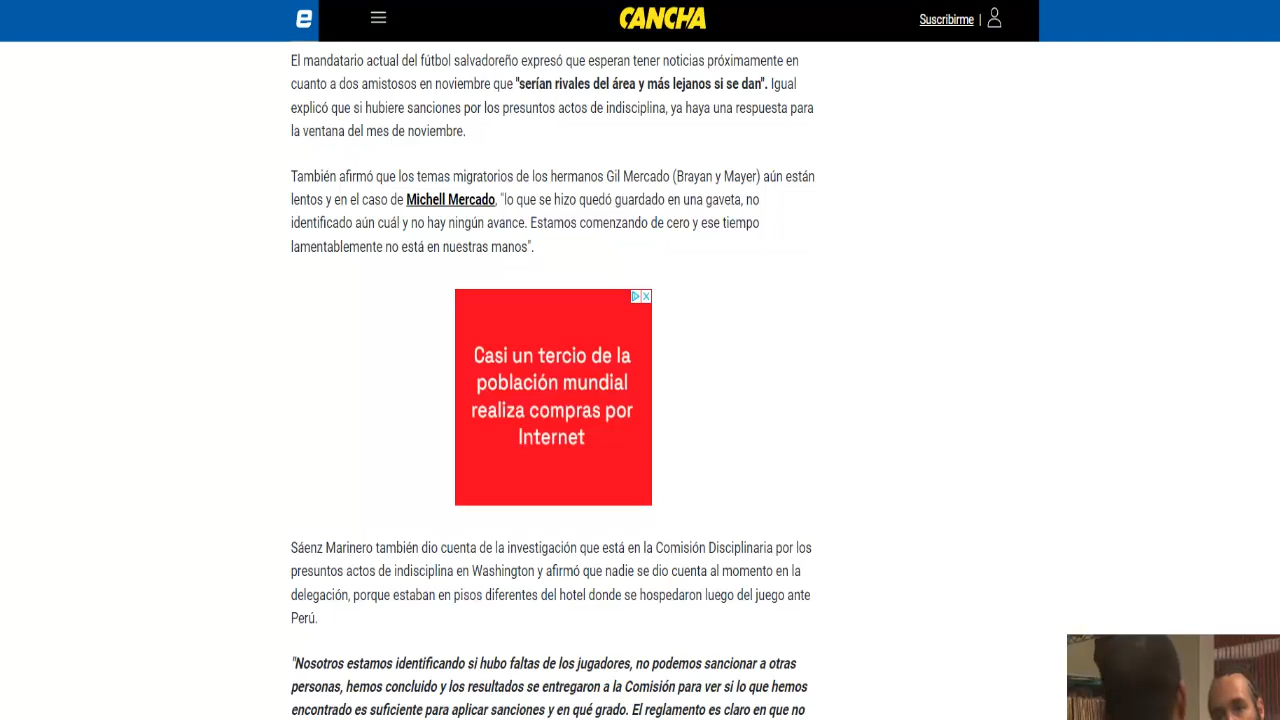 e
CANCHA
Suscribirme |
El mandatario actual del fútbol salvadoreño expresó que esperan tener noticias próximamente en
cuanto a dos amistosos en noviembre que "serían rivales del área y más lejanos si se dan". Igual
explicó que si hubiere sanciones por los presuntos actos de indisciplina, ya haya una respuesta para
la ventana del mes de noviembre.
También afirmó que los temas migratorios de los hermanos Gil Mercado (Brayan y Mayer) aún están
lentos y en el caso de Michell Mercado, "lo que se hizo quedó guardado en una gaveta, no
identificado aún cuál y no hay ningún avance. Estamos comenzando de cero y ese tiempo
lamentablemente no está en nuestras manos".
Casi un tercio de la
población mundial
realiza compras por
Internet
Sáenz Marinero también dio cuenta de la investigación que está en la Comisión Disciplinaria por los
presuntos actos de indisciplina en Washington y afirmó que nadie se dio cuenta al momento en la
delegación, porque estaban en pisos diferentes del hotel donde se hospedaron luego del juego ante
Perú.
"Nosotros estamos identificando si hubo faltas de los jugadores, no podemos sancionar a otras
personas, hemos concluido y los resultados se entregaron a la Comisión para ver si lo que hemos
encontrado es suficiente para aplicar sanciones y en qué grado. El reglamento es claro en que no